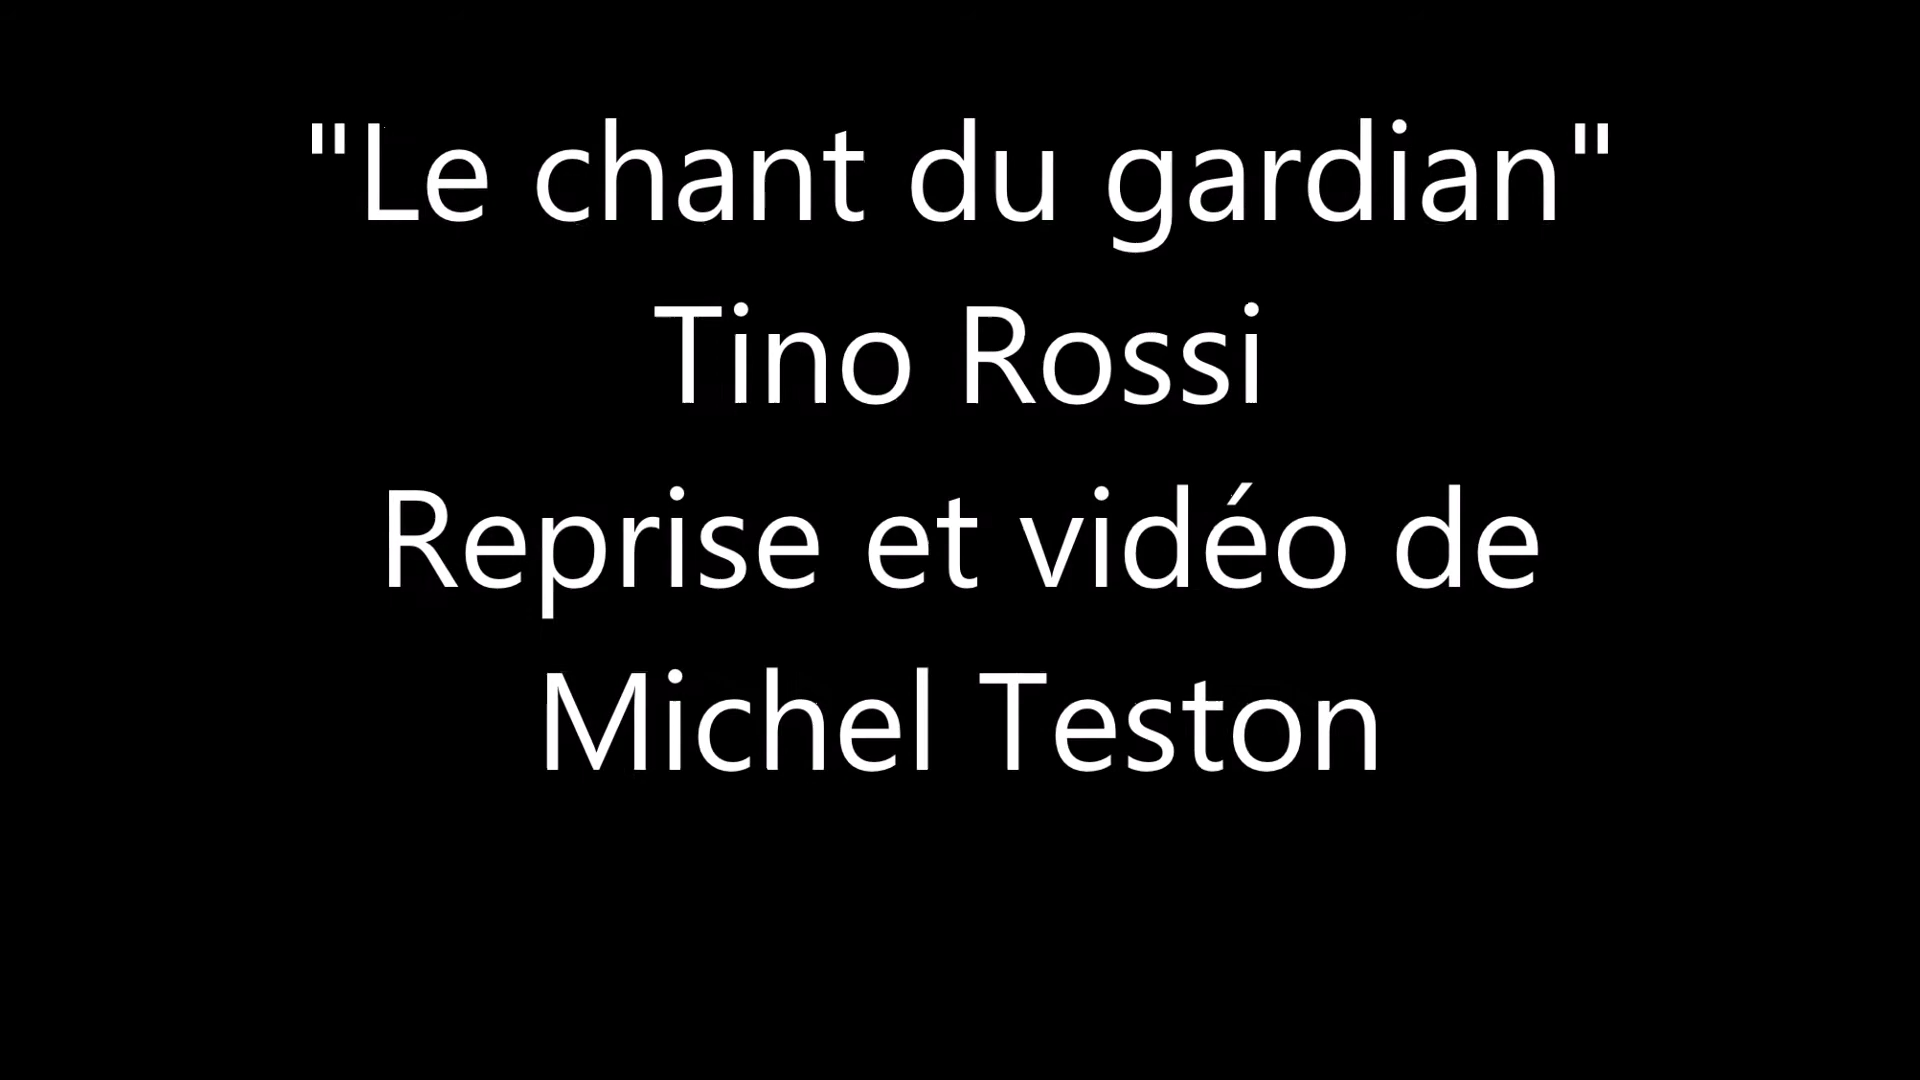 "Le chant du gardian"
Tino Rossi
Reprise et vidéo de
Michel Teston